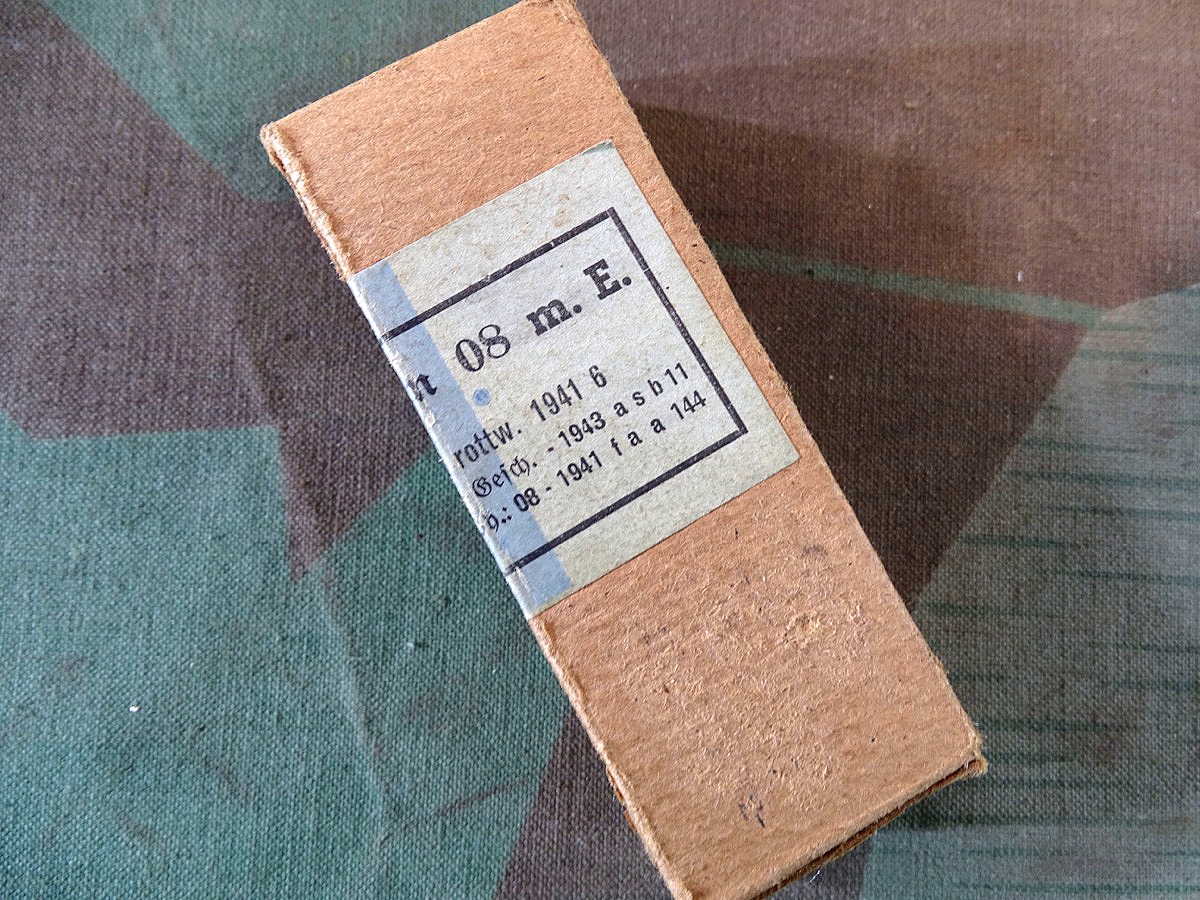 n 08 m. E.
rottw. 1941 6
Gesch. - 1943 a s b 11
h.: 08 - 1941 f a a 144